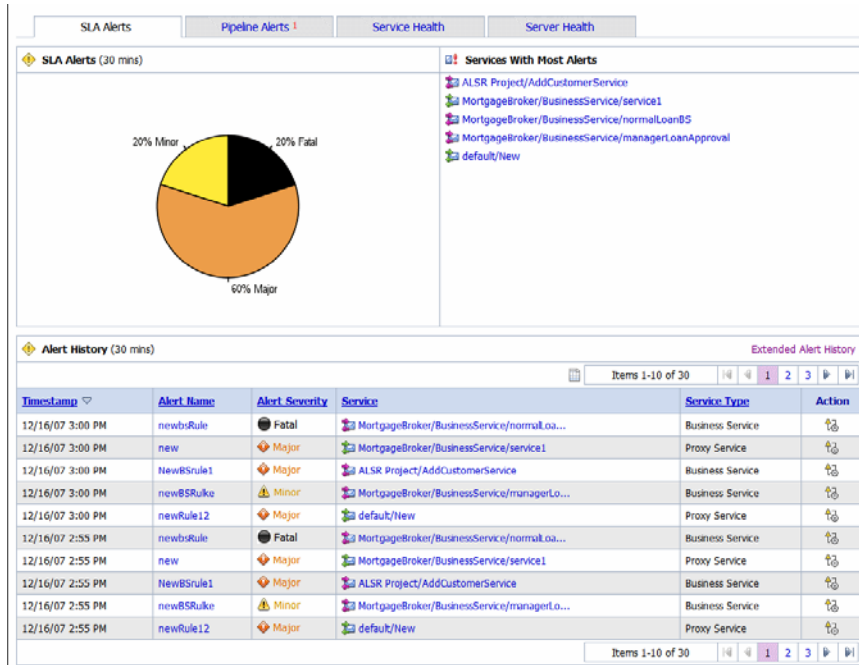 SLA Alerts Pipeline Alerts 1 Service Health Server Health
SLA Alerts (30 mins)
20% Minor 20% Fatal
60% Major
Services With Most Alerts
ALSR Project/AddCustomerService
MortgageBroker/BusinessService/service1
MortgageBroker/BusinessService/normalLoanBS
MortgageBroker/BusinessService/managerLoanApproval
default/New
Alert History (30 mins) Extended Alert History
Items 1-10 of 30 1 2 3
Timestamp Alert Name Alert Severity Service Service Type Action
12/16/07 3:00 PM newbsRule Fatal MortgageBroker/BusinessService/normalLoa... Business Service
12/16/07 3:00 PM new Major MortgageBroker/BusinessService/service1 Proxy Service
12/16/07 3:00 PM NewBSrule1 Major ALSR Project/AddCustomerService Business Service
12/16/07 3:00 PM newBSRulke Minor MortgageBroker/BusinessService/managerLo... Business Service
12/16/07 3:00 PM newRule12 Major default/New Proxy Service
12/16/07 2:55 PM newbsRule Fatal MortgageBroker/BusinessService/normalLoa... Business Service
12/16/07 2:55 PM new Major MortgageBroker/BusinessService/service1 Proxy Service
12/16/07 2:55 PM NewBSrule1 Major ALSR Project/AddCustomerService Business Service
12/16/07 2:55 PM newBSRulke Minor MortgageBroker/BusinessService/managerLo... Business Service
12/16/07 2:55 PM newRule12 Major default/New Proxy Service
Items 1-10 of 30 1 2 3